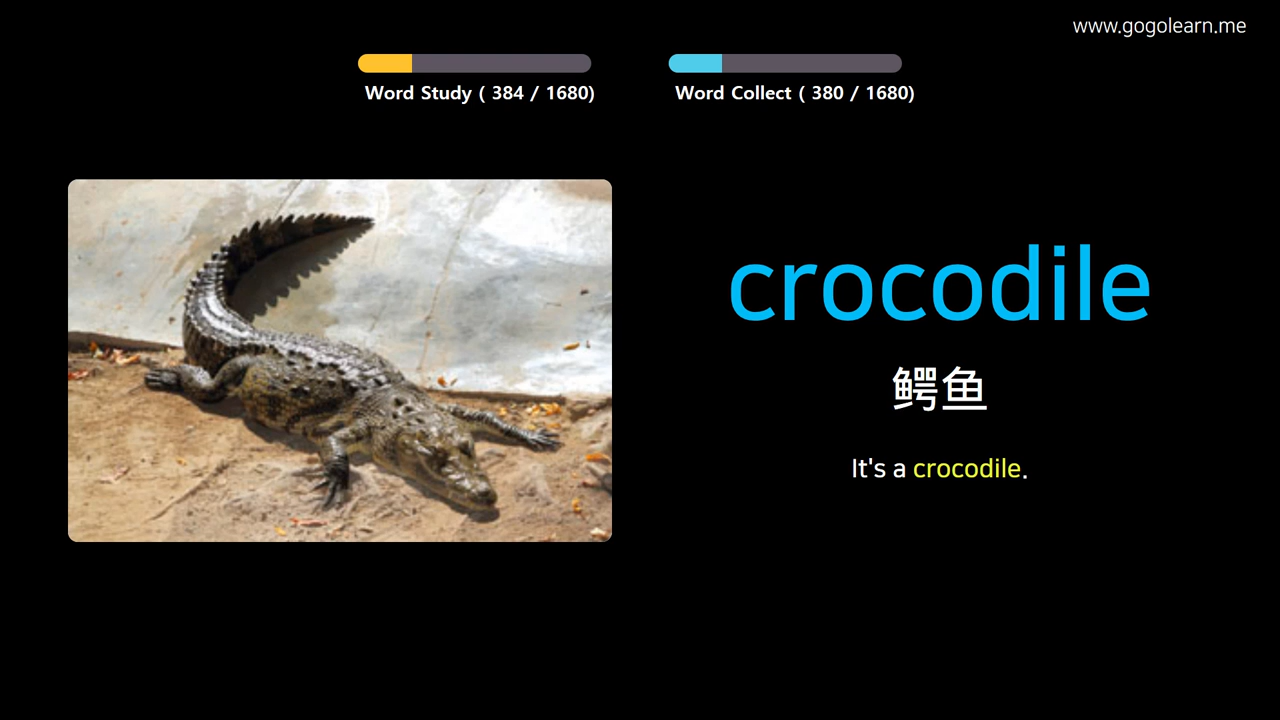 www.gogolearn.me
Word Study ( 384 / 1680)
Word Collect ( 380 / 1680)
crocodile
鳄鱼
It's a crocodile.